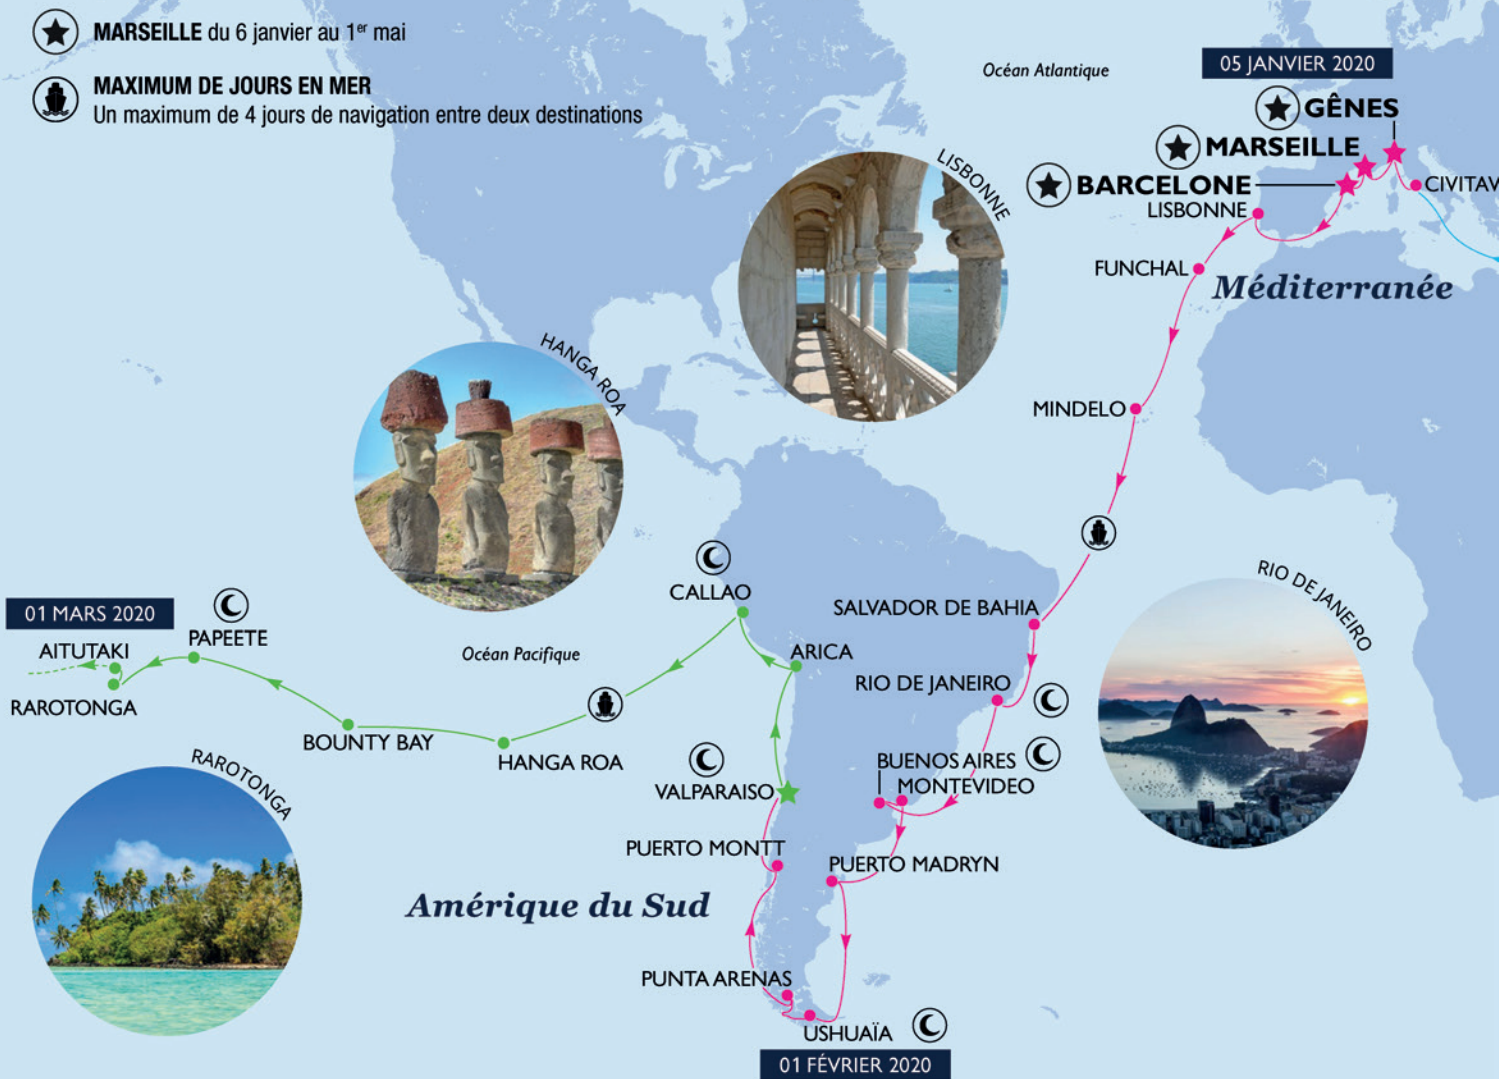 MARSEILLE du 6 janvier au 1er mai
MAXIMUM DE JOURS EN MER
Un maximum de 4 jours de navigation entre deux destinations
Océan Atlantique
05 JANVIER 2020
GÊNES
MARSEILLE
BARCELONE
CIVITAV
LISBONNE
LISBONNE
FUNCHAL
Méditerranée
HANGA ROA
MINDELO
CALLAO
SALVADOR DE BAHIA
RIO DE JANEIRO
01 MARS 2020
PAPEETE
AITUTAKI
Océan Pacifique
ARICA
RIO DE JANEIRO
RAROTONGA
BOUNTY BAY
HANGA ROA
BUENOS AIRES
MONTEVIDEO
VALPARAISO
RAROTONGA
PUERTO MONTT
PUERTO MADRYN
Amérique du Sud
PUNTA ARENAS
USHUAÏA
01 FÉVRIER 2020